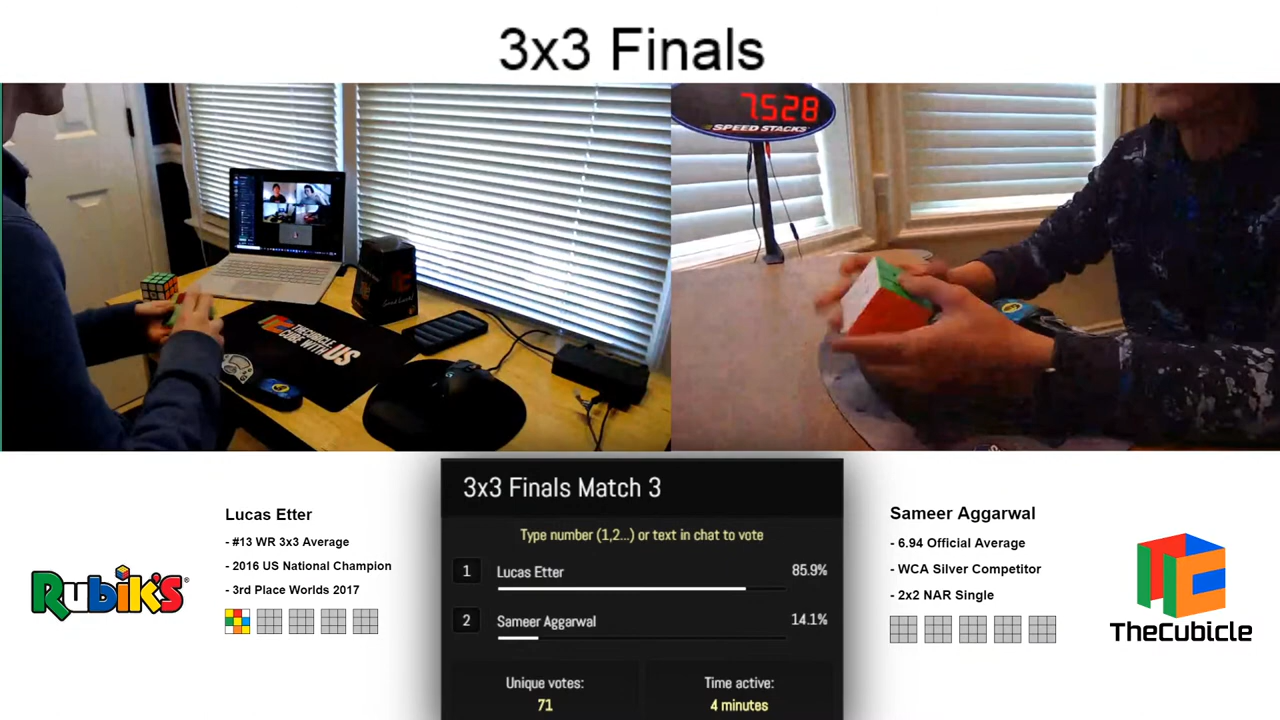 3x3 Finals
7.528
SPEED STACKS
THECUBICLE
CUBE WITH US
3x3 Finals Match 3
Type number (1,2...) or text in chat to vote
1 Lucas Etter 85.9%
2 Sameer Aggarwal 14.1%
Unique votes:
71
Time active:
4 minutes
Lucas Etter
- #13 WR 3x3 Average
- 2016 US National Champion
- 3rd Place Worlds 2017
Rubik's®
Sameer Aggarwal
- 6.94 Official Average
- WCA Silver Competitor
- 2x2 NAR Single
TheCubicle